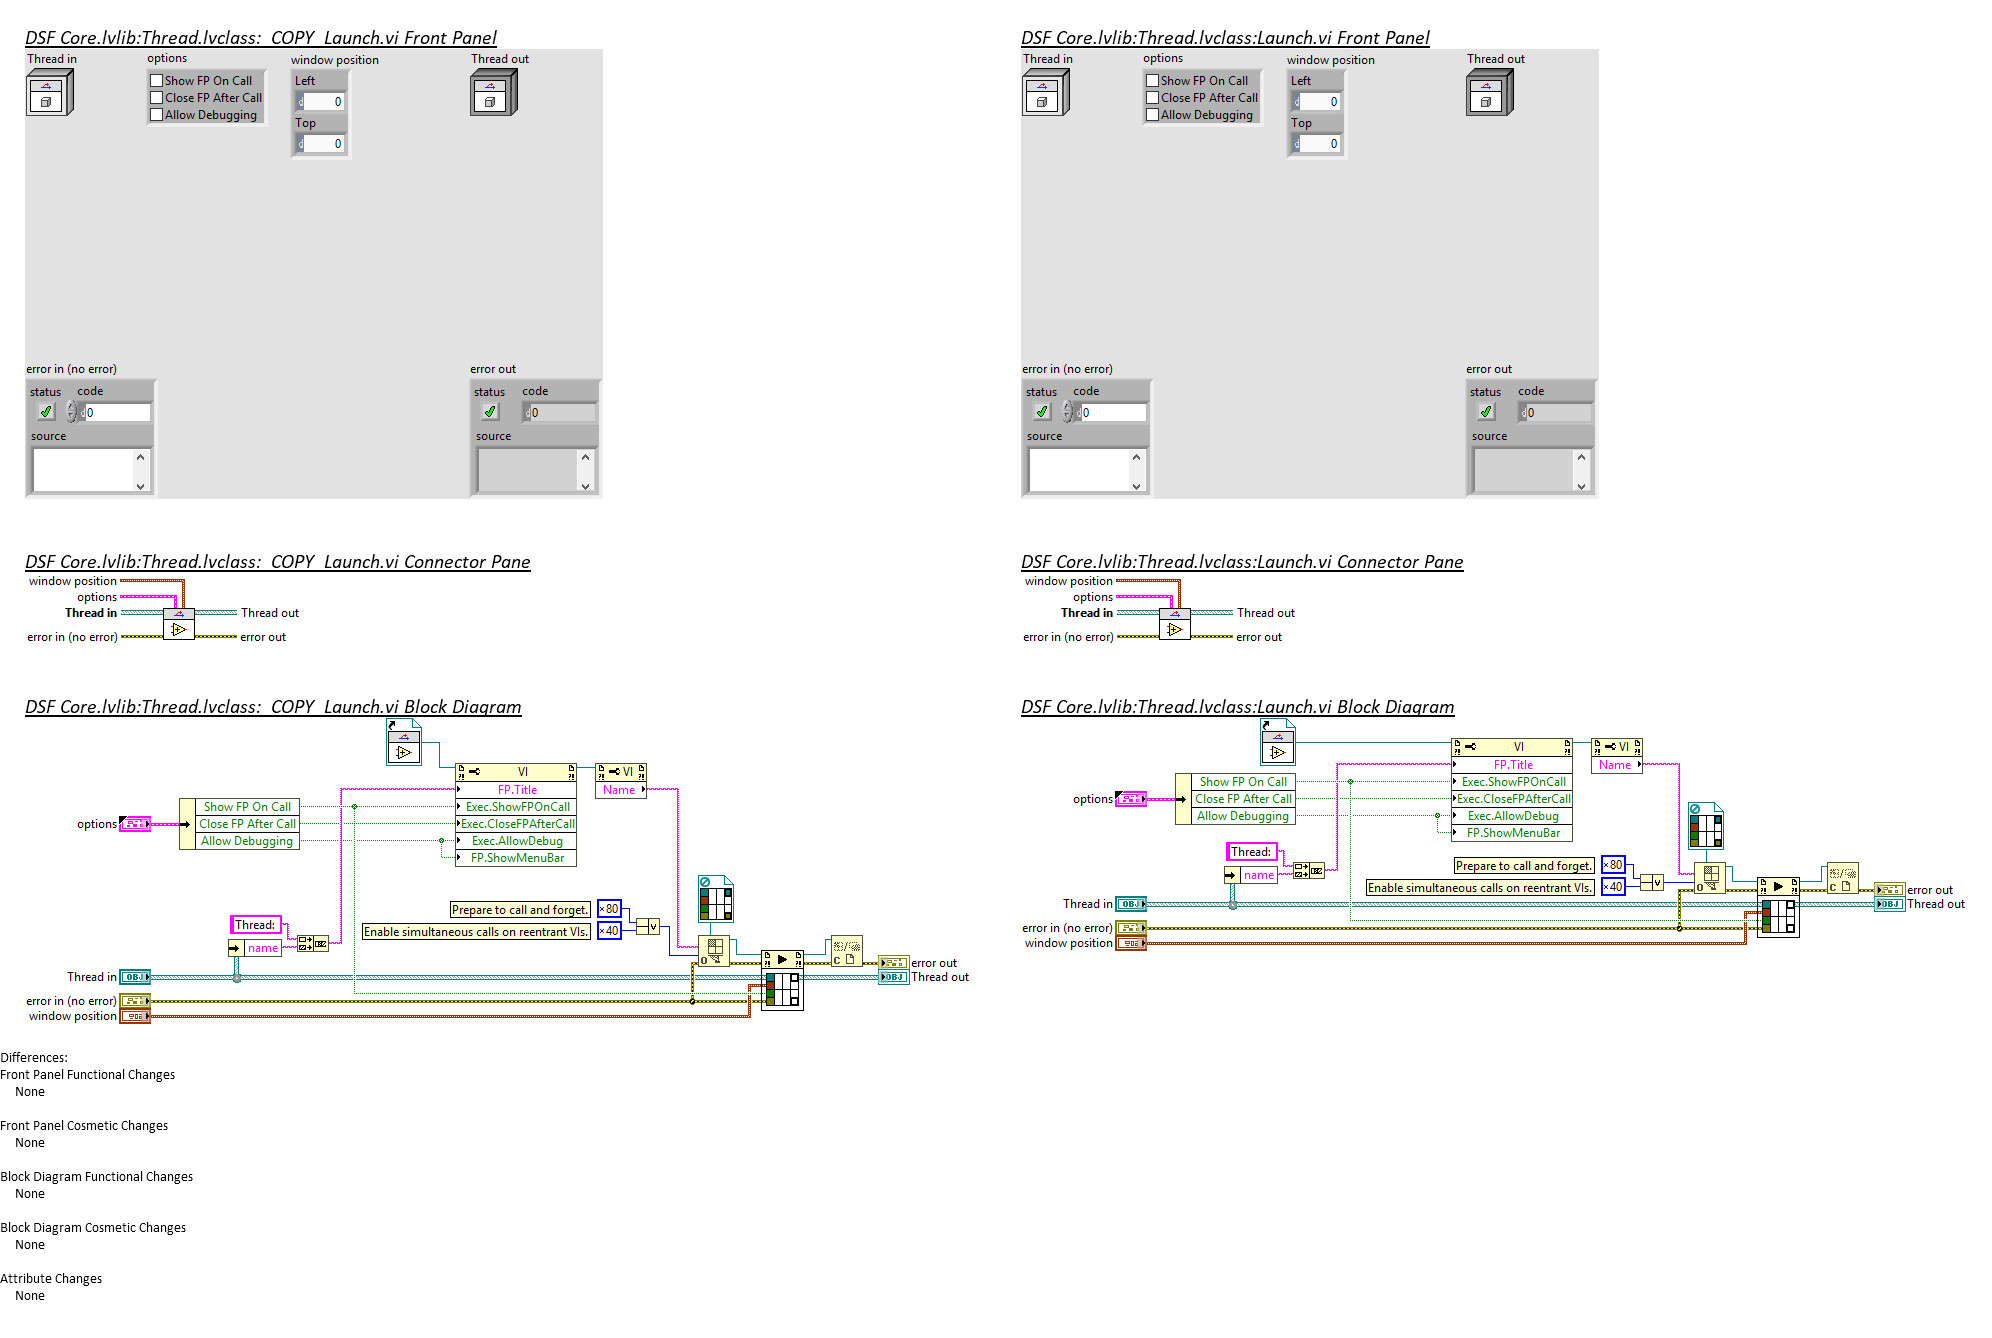 DSF Core.lvlib:Thread.lvclass:_COPY_Launch.vi Front Panel
Thread in
options
window position
Thread out
Show FP On Call
Close FP After Call
Allow Debugging
Left
d 0
Top
d 0
error in (no error)
error out
status
code
d 0
source
status
code
d 0
source
DSF Core.lvlib:Thread.lvclass:_COPY_Launch.vi Connector Pane
window position
options
Thread in
Thread out
error in (no error)
error out
DSF Core.lvlib:Thread.lvclass:_COPY_Launch.vi Block Diagram
VI
VI
FP.Title
Name
options
Show FP On Call
Exec.ShowFPOnCall
Close FP After Call
Exec.CloseFPAfterCall
Allow Debugging
Exec.AllowDebug
FP.ShowMenuBar
Prepare to call and forget.
×80
Thread:
Enable simultaneous calls on reentrant VIs.
×40
V
name
O
C
error out
Thread in
OBJ
OBJ
Thread out
error in (no error)
window position
DSF Core.lvlib:Thread.lvclass:Launch.vi Front Panel
Thread in
options
window position
Thread out
Show FP On Call
Close FP After Call
Allow Debugging
Left
d 0
Top
d 0
error in (no error)
error out
status
code
d 0
source
status
code
d 0
source
DSF Core.lvlib:Thread.lvclass:Launch.vi Connector Pane
window position
options
Thread in
Thread out
error in (no error)
error out
DSF Core.lvlib:Thread.lvclass:Launch.vi Block Diagram
VI
VI
FP.Title
Name
options
Show FP On Call
Exec.ShowFPOnCall
Close FP After Call
Exec.CloseFPAfterCall
Allow Debugging
Exec.AllowDebug
FP.ShowMenuBar
Thread:
Prepare to call and forget.
×80
name
Enable simultaneous calls on reentrant VIs.
×40
V
O
C
error out
Thread in
OBJ
OBJ
Thread out
error in (no error)
window position
Differences:
Front Panel Functional Changes
None
Front Panel Cosmetic Changes
None
Block Diagram Functional Changes
None
Block Diagram Cosmetic Changes
None
Attribute Changes
None